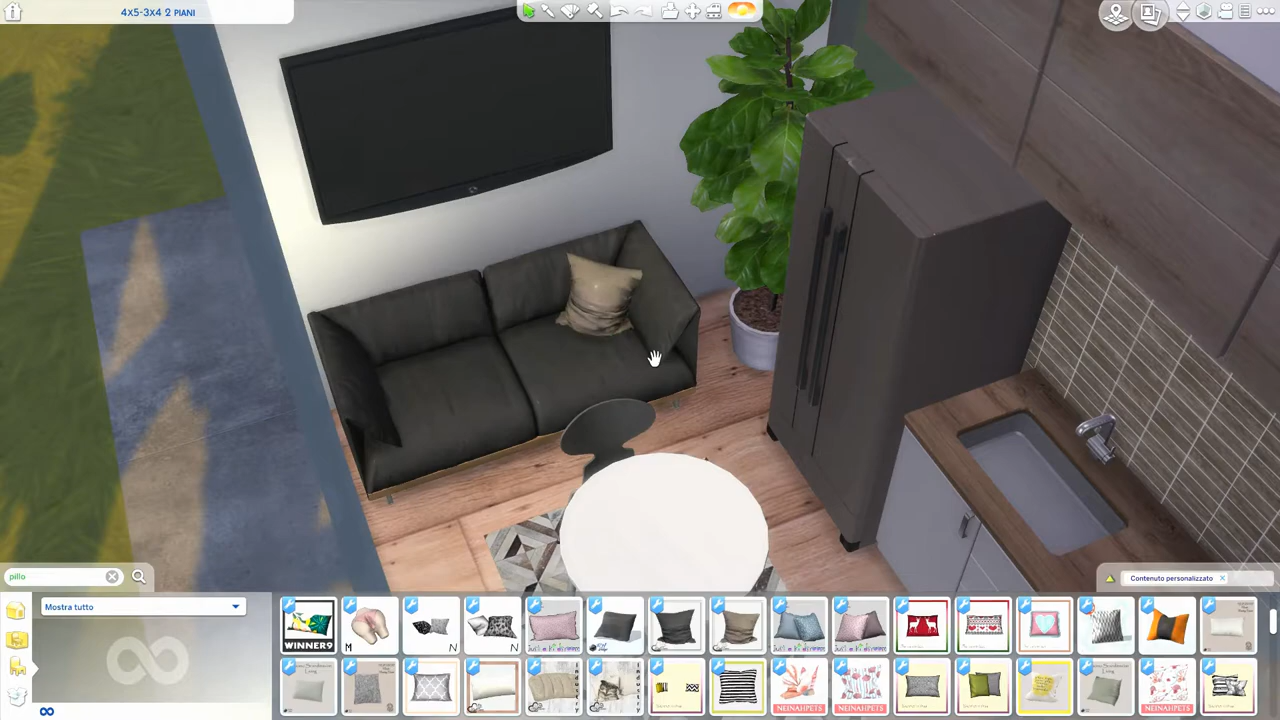 4X5-3X4 2 PIANI
pillo
Contenuto personalizzato
Mostra tutto
WINNER9
M
N
N
NEINAHPETS
NEINAHPETS
NEINAHPETS